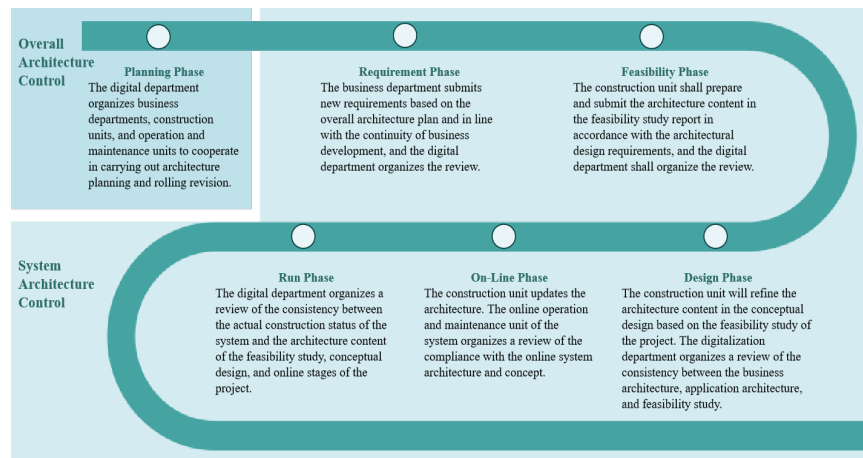 Overall
Architecture
Control
Planning Phase
The digital department
organizes business
departments, construction
units, and operation and
maintenance units to cooperate
in carrying out architecture
planning and rolling revision.
Requirement Phase
The business department submits
new requirements based on the
overall architecture plan and in line
with the continuity of business
development, and the digital
department organizes the review.
Feasibility Phase
The construction unit shall prepare
and submit the architecture content in
the feasibility study report in
accordance with the architectural
design requirements, and the digital
department shall organize the review.
System
Architecture
Control
Run Phase
The digital department organizes a
review of the consistency between
the actual construction status of the
system and the architecture content
of the feasibility study, conceptual
design, and online stages of the
project.
On-Line Phase
The construction unit updates the
architecture. The online operation
and maintenance unit of the
system organizes a review of the
compliance with the online system
architecture and concept.
Design Phase
The construction unit will refine the
architecture content in the conceptual
design based on the feasibility study of
the project. The digitalization
department organizes a review of the
consistency between the business
architecture, application architecture,
and feasibility study.